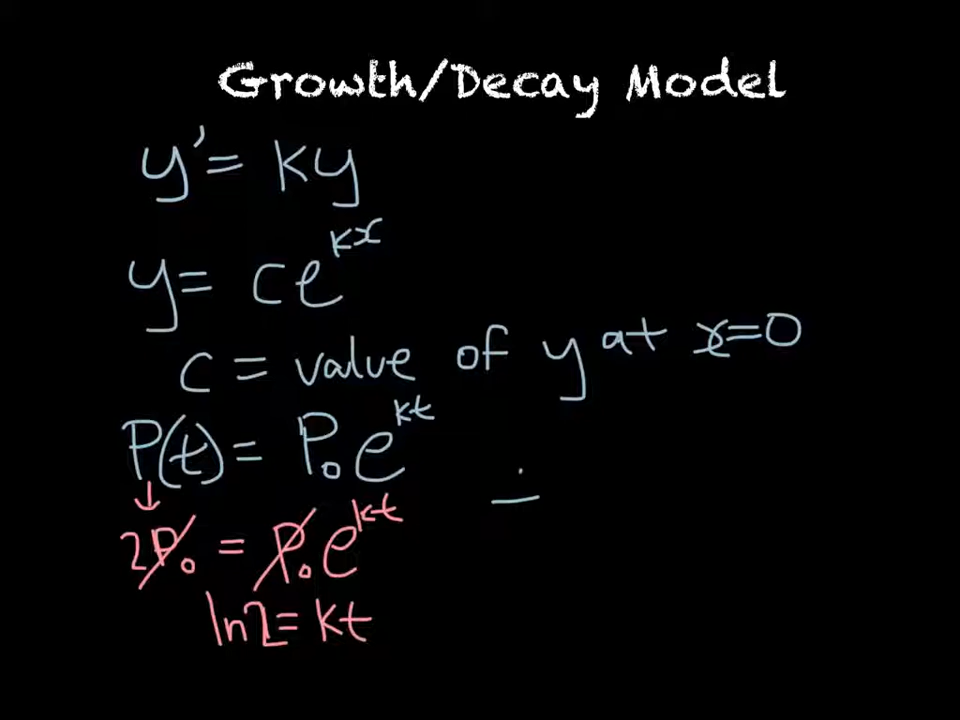 Growth/Decay Model
y' = ky
y = ce^{kx}
c = value of y at x=0
P(t) = P₀e^{kt}
2P₀ = P₀e^{kt}
ln2 = kt